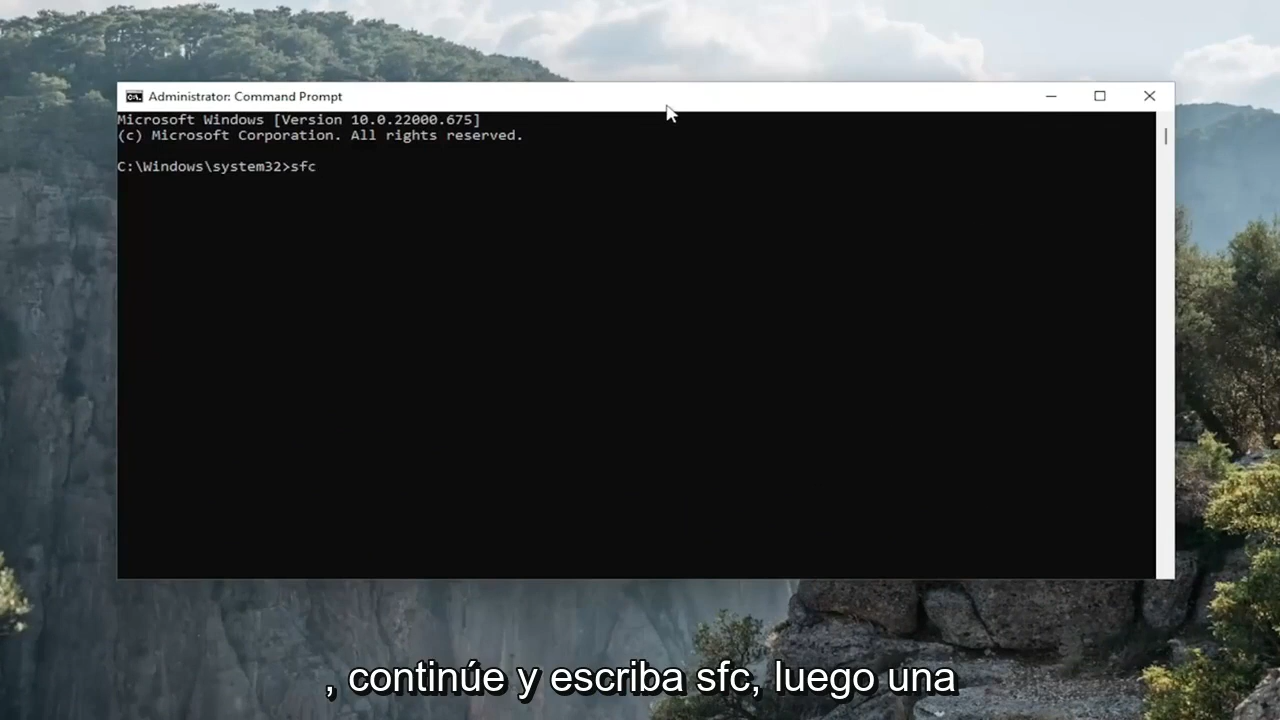 Administrator: Command Prompt
Microsoft Windows [Version 10.0.22000.675]
(c) Microsoft Corporation. All rights reserved.
C:\Windows\system32>sfc
, continúe y escriba sfc, luego una